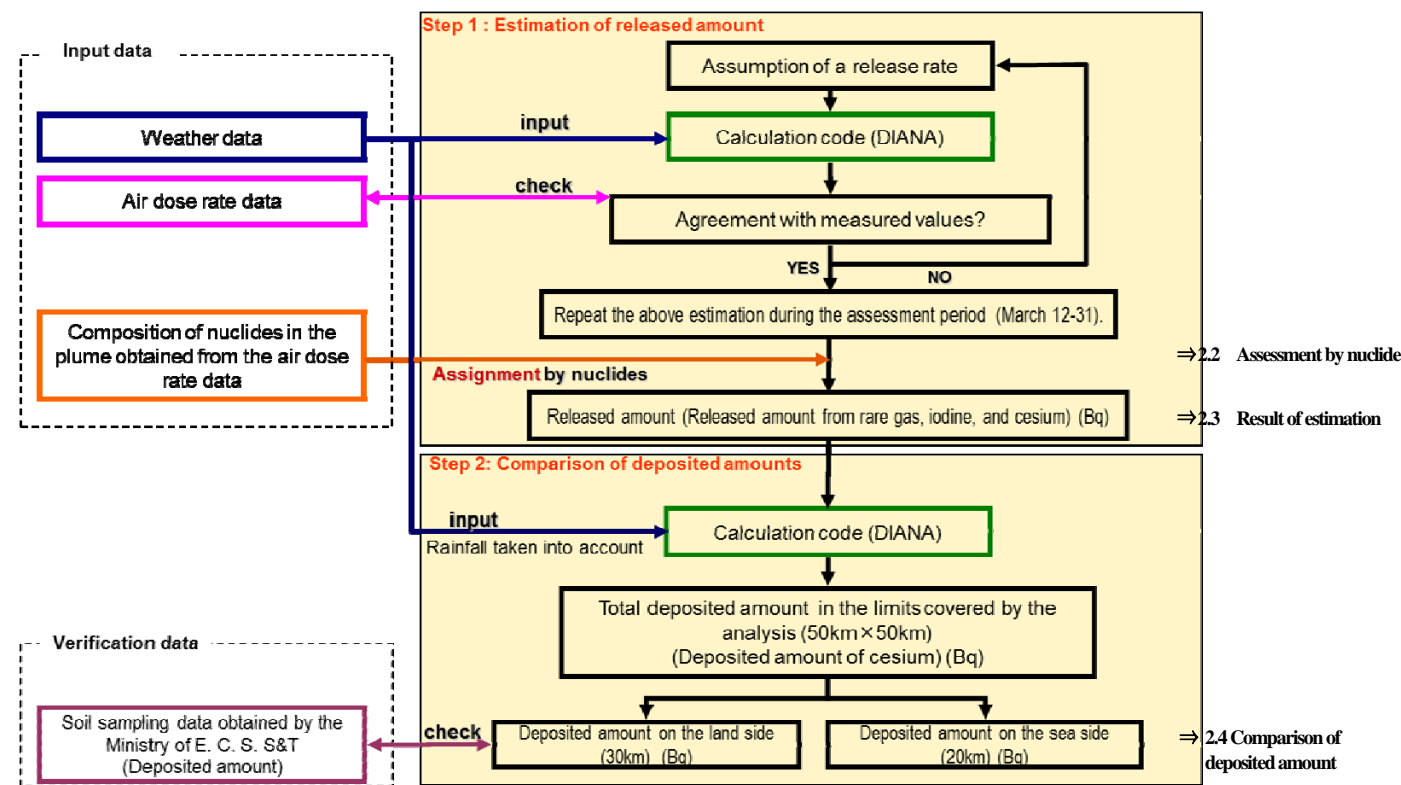 Input data
Weather data
Air dose rate data
Composition of nuclides in the
plume obtained from the air dose
rate data
Step 1 : Estimation of released amount
Assumption of a release rate
input
Calculation code (DIANA)
check
Agreement with measured values?
YES
NO
Repeat the above estimation during the assessment period (March 12-31).
Assignment by nuclides
⇒2.2 Assessment by nuclide
Released amount (Released amount from rare gas, iodine, and cesium) (Bq)
⇒2.3 Result of estimation
Step 2: Comparison of deposited amounts
input
Rainfall taken into account
Calculation code (DIANA)
Total deposited amount in the limits covered by the
analysis (50km×50km)
(Deposited amount of cesium) (Bq)
Verification data
Soil sampling data obtained by the
Ministry of E. C. S. S&T
(Deposited amount)
check
Deposited amount on the land side
(30km) (Bq)
Deposited amount on the sea side
(20km) (Bq)
⇒ 2.4 Comparison of
deposited amount